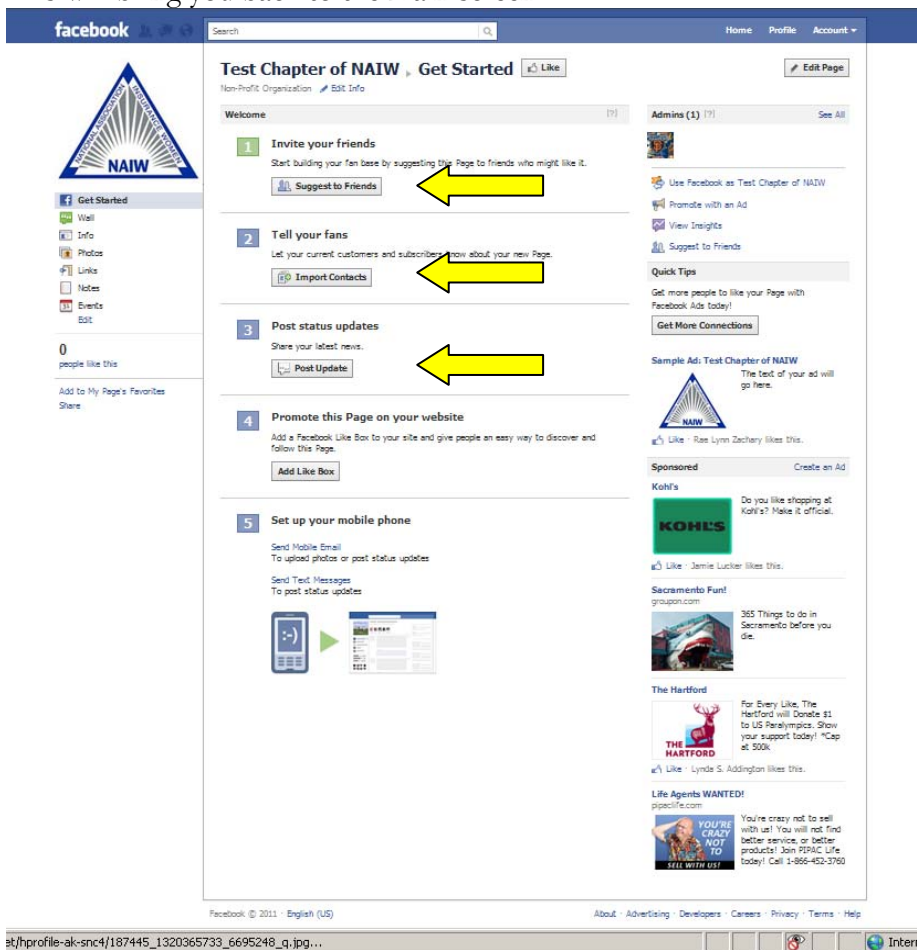 facebook
Search
Home Profile Account
Test Chapter of NAIW Get Started Like
Edit Page
Non-Profit Organization Edit Info
NATIONAL ASSOCIATION
INSURANCE WOMEN
NAIW
Get Started
Wall
Info
Photos
Links
Notes
Events
Edit
0
people like this
Add to My Page's Favorites
Share
Welcome [?]
1 Invite your friends
Start building your fan base by suggesting this Page to friends who might like it.
Suggest to Friends
2 Tell your fans
Let your current customers and subscribers know about your new Page.
Import Contacts
3 Post status updates
Share your latest news.
Post Update
4 Promote this Page on your website
Add a Facebook Like Box to your site and give people an easy way to discover and
follow this Page.
Add Like Box
5 Set up your mobile phone
Send Mobile Email
To upload photos or post status updates
Send Text Messages
To post status updates
:-)
Admins (1) [?] See All
Use Facebook as Test Chapter of NAIW
Promote with an Ad
View Insights
Suggest to Friends
Quick Tips
Get more people to like your Page with
Facebook Ads today!
Get More Connections
Sample Ad: Test Chapter of NAIW
The text of your ad will
go here.
NAIW
Like · Rae Lynn Zachary likes this.
Sponsored Create an Ad
Kohl's
KOHL'S
Do you like shopping at
Kohl's? Make it official.
Like · Jamie Lucker likes this.
Sacramento Fun!
groupon.com
365 Things to do in
Sacramento before you
die.
The Hartford
THE
HARTFORD
For Every Like, The
Hartford will Donate $1
to US Paralympics. Show
your support today! *Cap
at 500k
Like · Lynda S. Addington likes this.
Life Agents WANTED!
pipaclife.com
YOU'RE
CRAZY
NOT
TO
SELL WITH US!
You're crazy not to sell
with us! You will not find
better service, or better
products! Join PIPAC Life
today! Call 1-866-452-3760
Facebook © 2011 · English (US)
About · Advertising · Developers · Careers · Privacy · Terms · Help
et/hprofile-ak-snc4/187445_1320365733_6695248_q.jpg...
Intern